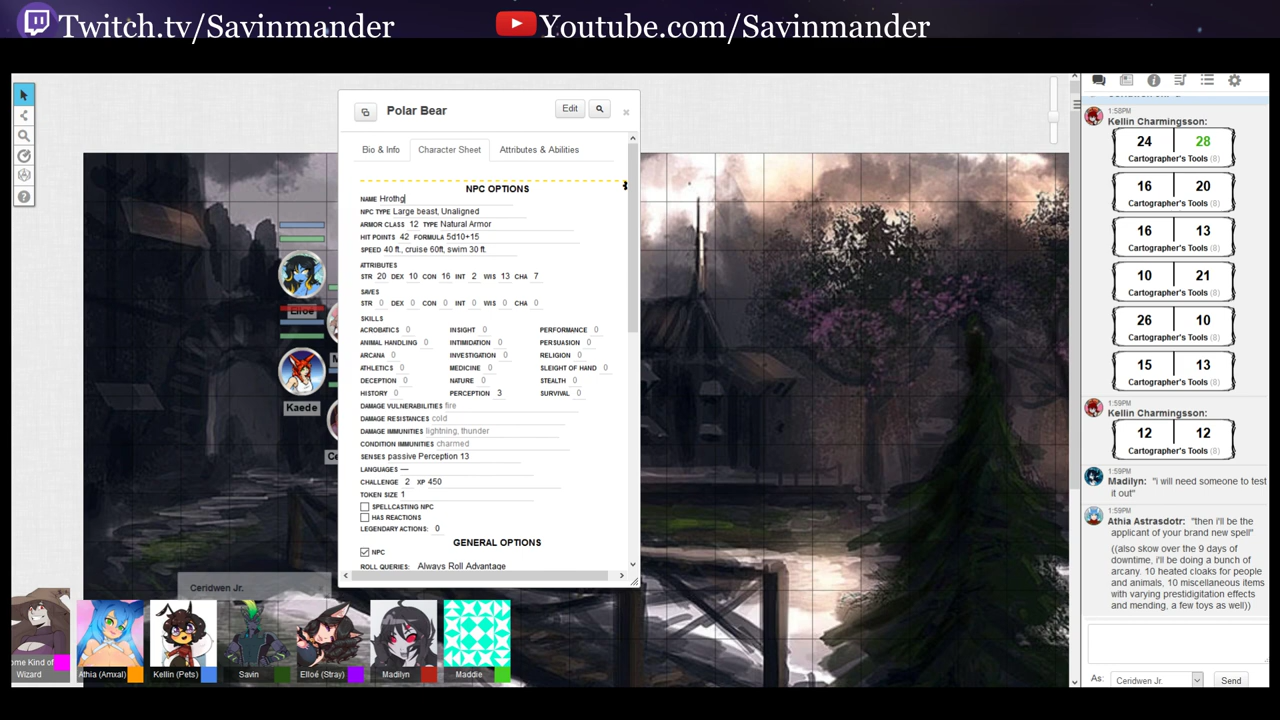 Twitch.tv/Savinmander
Youtube.com/Savinmander
Polar Bear
Edit
Bio & Info
Character Sheet
Attributes & Abilities
NPC OPTIONS
NAME Hrothg
NPC TYPE Large beast, Unaligned
ARMOR CLASS 12 TYPE Natural Armor
HIT POINTS 42 FORMULA 5d10+15
SPEED 40 ft., cruise 60ft, swim 30 ft.
ATTRIBUTES
STR 20 DEX 10 CON 16 INT 2 WIS 13 CHA 7
SAVES
STR 0 DEX 0 CON 0 INT 0 WIS 0 CHA 0
SKILLS
ACROBATICS 0 INSIGHT 0 PERFORMANCE 0
ANIMAL HANDLING 0 INTIMIDATION 0 PERSUASION 0
ARCANA 0 INVESTIGATION 0 RELIGION 0
ATHLETICS 0 MEDICINE 0 SLEIGHT OF HAND 0
DECEPTION 0 NATURE 0 STEALTH 0
HISTORY 0 PERCEPTION 3 SURVIVAL 0
DAMAGE VULNERABILITIES fire
DAMAGE RESISTANCES cold
DAMAGE IMMUNITIES lightning, thunder
CONDITION IMMUNITIES charmed
SENSES passive Perception 13
LANGUAGES —
CHALLENGE 2 XP 450
TOKEN SIZE 1
SPELLCASTING NPC
HAS REACTIONS
LEGENDARY ACTIONS: 0
GENERAL OPTIONS
NPC
ROLL QUERIES: Always Roll Advantage
Elloe
Kaede
Ceridwen Jr.
ome Kind of
Wizard
Athia (Amxal)
Kellin (Pets)
Savin
Elloé (Stray)
Madilyn
Maddie
1:58PM
Kellin Charmingsson:
24 28
Cartographer's Tools (8)
16 20
Cartographer's Tools (8)
16 13
Cartographer's Tools (8)
10 21
Cartographer's Tools (8)
26 10
Cartographer's Tools (8)
15 13
Cartographer's Tools (8)
1:59PM
Kellin Charmingsson:
12 12
Cartographer's Tools (8)
1:59PM
Madilyn: "i will need someone to test
it out"
1:59PM
Athia Astrasdotr: "then i'll be the
applicant of your brand new spell"
((also skow over the 9 days of
downtime, i'll be doing a bunch of
arcany. 10 heated cloaks for people
and animals, 10 miscellaneous items
with varying prestidigitation effects
and mending, a few toys as well))
As: Ceridwen Jr.
Send